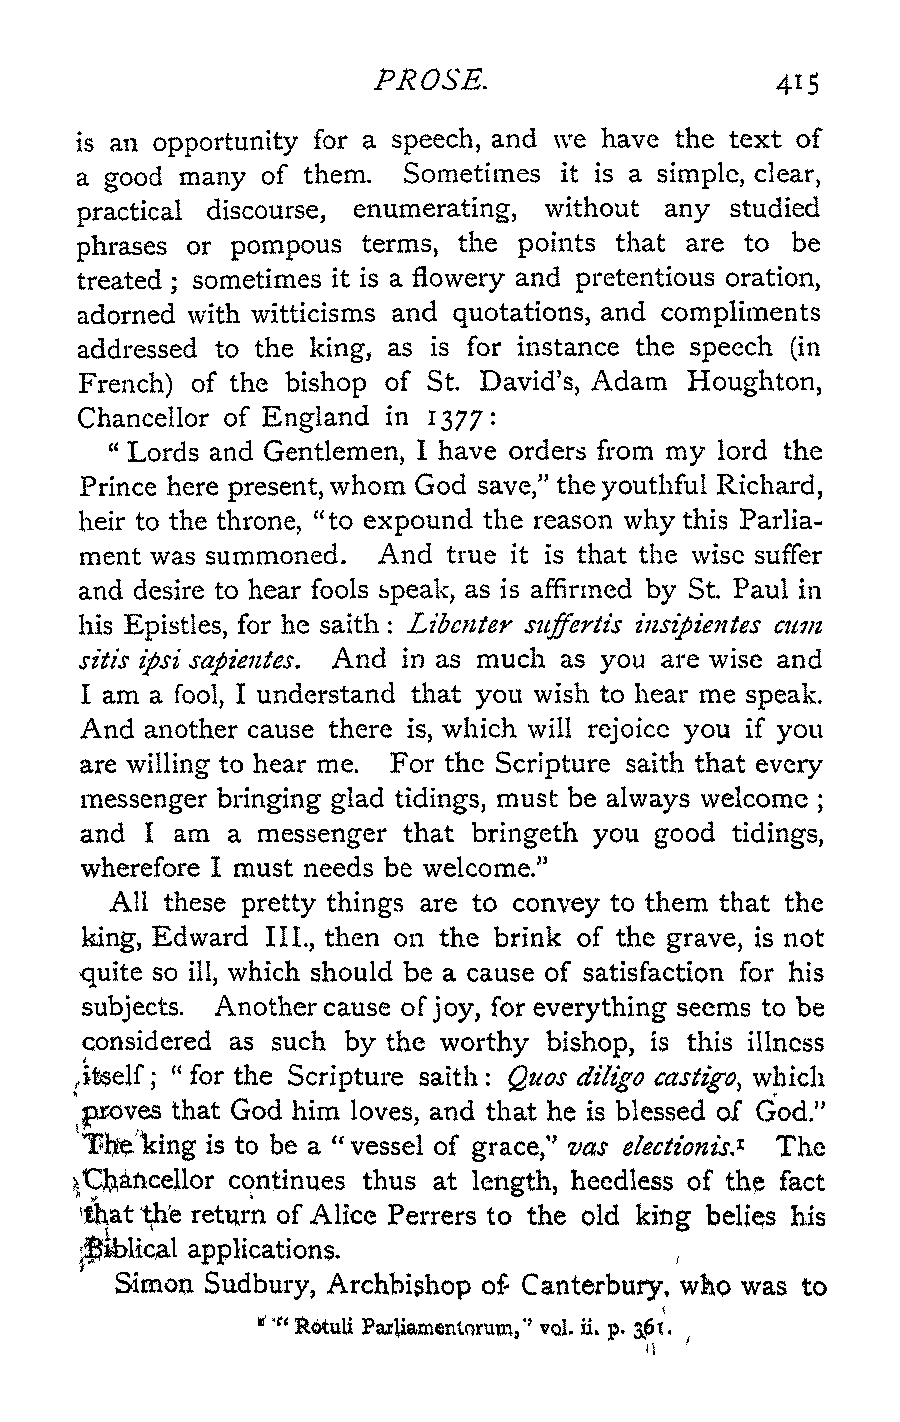 PROSE. 415
is an opportunity for a speech, and we have the text of
a good many of them. Sometimes it is a simple, clear,
practical discourse, enumerating, without any studied
phrases or pompous terms, the points that are to be
treated ; sometimes it is a flowery and pretentious oration,
adorned with witticisms and quotations, and compliments
addressed to the king, as is for instance the speech (in
French) of the bishop of St. David's, Adam Houghton,
Chancellor of England in 1377 :
“ Lords and Gentlemen, I have orders from my lord the
Prince here present, whom God save,” the youthful Richard,
heir to the throne, “to expound the reason why this Parlia-
ment was summoned. And true it is that the wise suffer
and desire to hear fools speak, as is affirmed by St. Paul in
his Epistles, for he saith : Libenter suffertis insipientes cum
sitis ipsi sapientes. And in as much as you are wise and
I am a fool, I understand that you wish to hear me speak.
And another cause there is, which will rejoice you if you
are willing to hear me. For the Scripture saith that every
messenger bringing glad tidings, must be always welcome ;
and I am a messenger that bringeth you good tidings,
wherefore I must needs be welcome.”
All these pretty things are to convey to them that the
king, Edward III., then on the brink of the grave, is not
quite so ill, which should be a cause of satisfaction for his
subjects. Another cause of joy, for everything seems to be
considered as such by the worthy bishop, is this illness
itself ; “ for the Scripture saith : Quos diligo castigo, which
proves that God him loves, and that he is blessed of God.”
The king is to be a “ vessel of grace,” vas electionis.¹ The
Chancellor continues thus at length, heedless of the fact
that the return of Alice Perrers to the old king belies his
Biblical applications.
Simon Sudbury, Archbishop of Canterbury, who was to
“ Rotuli Parliamentorum,” vol. ii. p. 361.